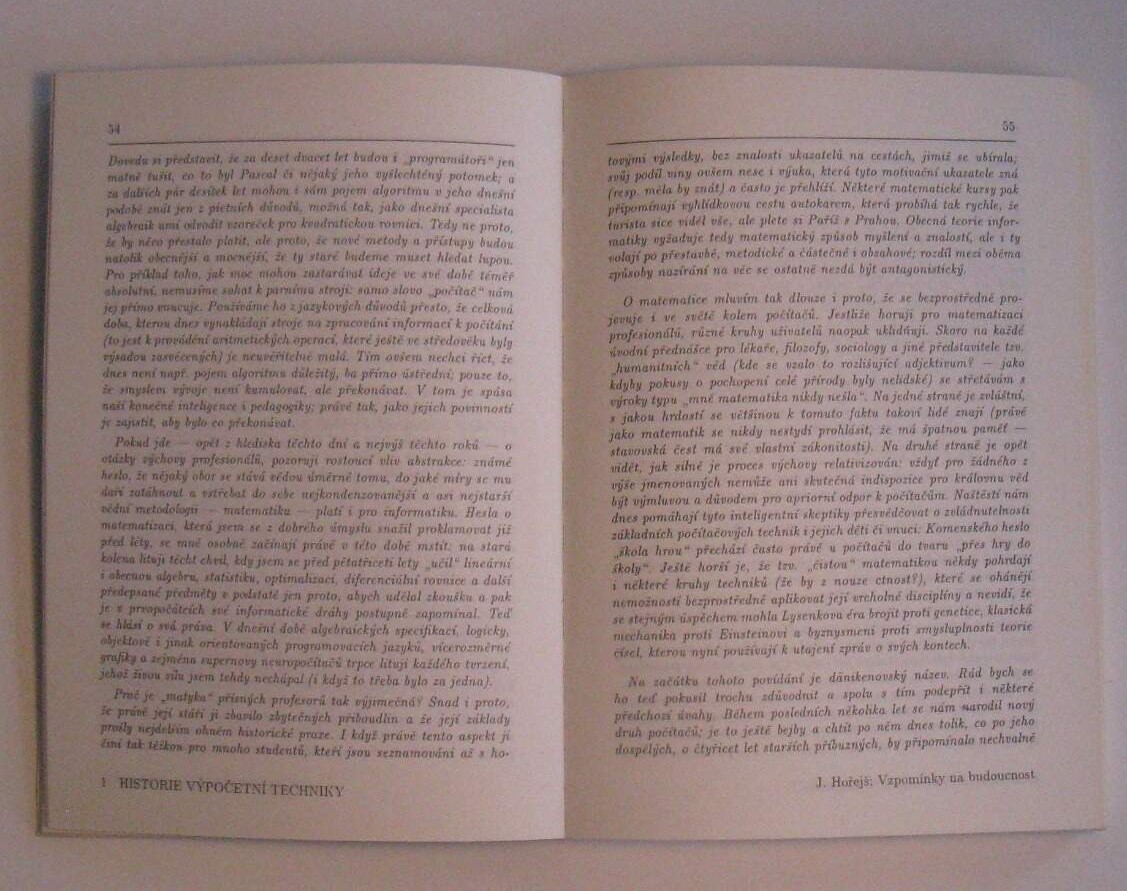 54
Dovedu si představit, že za deset dvacet let budou i „programátoři“ jen
matně tušit, co to byl Pascal či nějaký jeho vyšlechtěný potomek; a
za dalších pár desítek let mohou i sám pojem algoritmu v jeho dnešní
podobě znát jen z pietních důvodů, možná tak, jako dnešní specialista
algebraik umí odvodit vzoreček pro kvadratickou rovnici. Tedy ne proto,
že by něco přestalo platit, ale proto, že nové metody a přístupy budou
natolik obecnější a mocnější, že ty staré budeme muset hledat lupou.
Pro příklad toho, jak moc mohou zastarávat ideje ve své době téměř
absolutní, nemusíme sahat k parnímu stroji: samo slovo „počítač“ nám
jej přímo vnucuje. Používáme ho z jazykových důvodů přesto, že celková
doba, kterou dnes vynakládají stroje na zpracování informací k počítání
(to jest k provádění aritmetických operací, které ještě ve středověku byly
výsadou zasvěcených) je neuvěřitelně malá. Tím ovšem nechci říct, že
dnes není např. pojem algoritmu důležitý, ba přímo ústřední; pouze to,
že smyslem vývoje není kumulovat, ale překonávat. V tom je spása
naší konečné inteligence i pedagogiky; právě tak, jako jejich povinností
je zajistit, aby bylo co překonávat.
Pokud jde — opět z hlediska těchto dní a nejvýš těchto roků — o
otázky výchovy profesionálů, pozoruji rostoucí vliv abstrakce: známé
heslo, že nějaký obor se stává vědou úměrně tomu, do jaké míry se mu
daří zatáhnout a vstřebat do sebe nejkondenzovanější a asi nejstarší
vědní metodologii — matematiku — platí i pro informatiku. Hesla o
matematizaci, která jsem se z dobrého úmyslu snažil proklamovat již
před léty, se mně osobně začínají právě v této době mstít: na stará
kolena lituji těch chvil, kdy jsem se před pětatřiceti lety „učil“ lineární
i obecnou algebru, statistiku, optimalizaci, diferenciální rovnice a další
předepsané předměty v podstatě jen proto, abych udělal zkoušku a pak
je v prvopočátcích své informatické dráhy postupně zapomínal. Teď
se hlásí o svá práva. V dnešní době algebraických specifikací, logicky,
objektově i jinak orientovaných programovacích jazyků, vícerozměrné
grafiky a zejména supernovy neuropočítačů trpce lituji každého tvrzení,
jehož živou sílu jsem tehdy nechápal (i když to třeba bylo za jedna).
Proč je „matyka“ přísných profesorů tak výjimečná? Snad i proto,
že právě její stáří ji zbavilo zbytečných příboudlin a že její základy
prošly nejdelším ohněm historické praxe. I když právě tento aspekt ji
činí tak těžkou pro mnoho studentů, kteří jsou seznamováni až s ho-
1 HISTORIE VÝPOČETNÍ TECHNIKY
55
tovými výsledky, bez znalosti ukazatelů na cestách, jimiž se ubírala;
svůj podíl viny ovšem nese i výuka, která tyto motivační ukazatele zná
(resp. měla by znát) a často je přehlíží. Některé matematické kursy pak
připomínají vyhlídkovou cestu autokarem, která probíhá tak rychle, že
turista sice viděl vše, ale plete si Paříž s Prahou. Obecná teorie infor-
matiky vyžaduje tedy matematický způsob myšlení a znalostí, ale i ty
volají po přestavbě, metodické a částečně i obsahové; rozdíl mezi oběma
způsoby nazírání na věc se ostatně nezdá být antagonistický.
O matematice mluvím tak dlouze i proto, že se bezprostředně pro-
jevuje i ve světě kolem počítačů. Jestliže horuji pro matematizaci
profesionálů, různé kruhy uživatelů naopak uklidňuji. Skoro na každé
úvodní přednášce pro lékaře, filozofy, sociology a jiné představitele tzv.
„humanitních“ věd (kde se vzalo to rozlišující adjektivum? — jako
kdyby pokusy o pochopení celé přírody byly nelidské) se střetávám s
výroky typu „mně matematika nikdy nešla“. Na jedné straně je zvláštní,
s jakou hrdostí se většinou k tomuto faktu takoví lidé znají (právě
jako matematik se nikdy nestydí prohlásit, že má špatnou paměť —
stavovská čest má své vlastní zákonitosti). Na druhé straně je opět
vidět, jak silně je proces výchovy relativizován: vždyť pro žádného z
výše jmenovaných nemůže ani skutečná indispozice pro královnu věd
být výmluvou a důvodem pro apriorní odpor k počítačům. Naštěstí nám
dnes pomáhají tyto inteligentní skeptiky přesvědčovat o zvládnutelnosti
základních počítačových technik i jejich děti či vnuci: Komenského heslo
„škola hrou“ přechází často právě u počítačů do tvaru „přes hry do
školy“. Ještě horší je, že tzv. „čistou“ matematikou někdy pohrdají
i některé kruhy techniků (že by z nouze ctnost?), které se ohánějí
nemožností bezprostředně aplikovat její vrcholné disciplíny a nevidí, že
se stejným úspěchem mohla Lysenkova éra brojit proti genetice, klasická
mechanika proti Einsteinovi a byznysmeni proti smysluplnosti teorie
čísel, kterou nyní používají k utajení zpráv o svých kontech.
Na začátku tohoto povídání je dänikenovský název. Rád bych se
ho teď pokusil trochu zdůvodnit a spolu s tím podepřít i některé
předchozí úvahy. Během posledních několika let se nám narodil nový
druh počítačů; je to ještě bejby a chtít po něm dnes tolik, co po jeho
dospělých, o čtyřicet let starších příbuzných, by připomínalo nechvalně
J. Hořejš: Vzpomínky na budoucnost